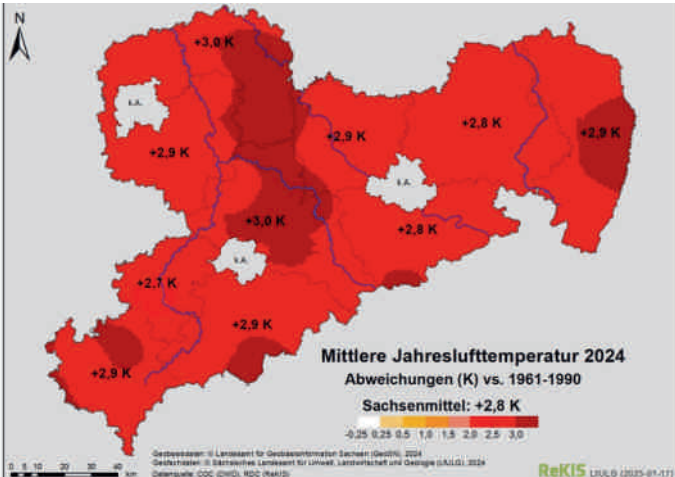 N
+3,0 K
k.A.
+2,9 K
+2,9 K
+2,8 K
+2,9 K
k.A.
+3,0 K
+2,8 K
k.A.
+2,7 K
+2,9 K
+2,9 K
Mittlere Jahreslufttemperatur 2024
Abweichungen (K) vs. 1961-1990
Sachsenmittel: +2,8 K
-0,25 0,25 0,5 1,0 1,5 2,0 2,5 3,0
Geobasisdaten: © Landesamt für Geobasisinformation Sachsen (GeoSN), 2024
Geofachdaten: © Sächsisches Landesamt für Umwelt, Landwirtschaft und Geologie (LfULG), 2024
Datenquelle: CDC (DWD), RDC (ReKIS)
0 5 10 20 30 40
km
ReKIS LfULG (2025-01-17)